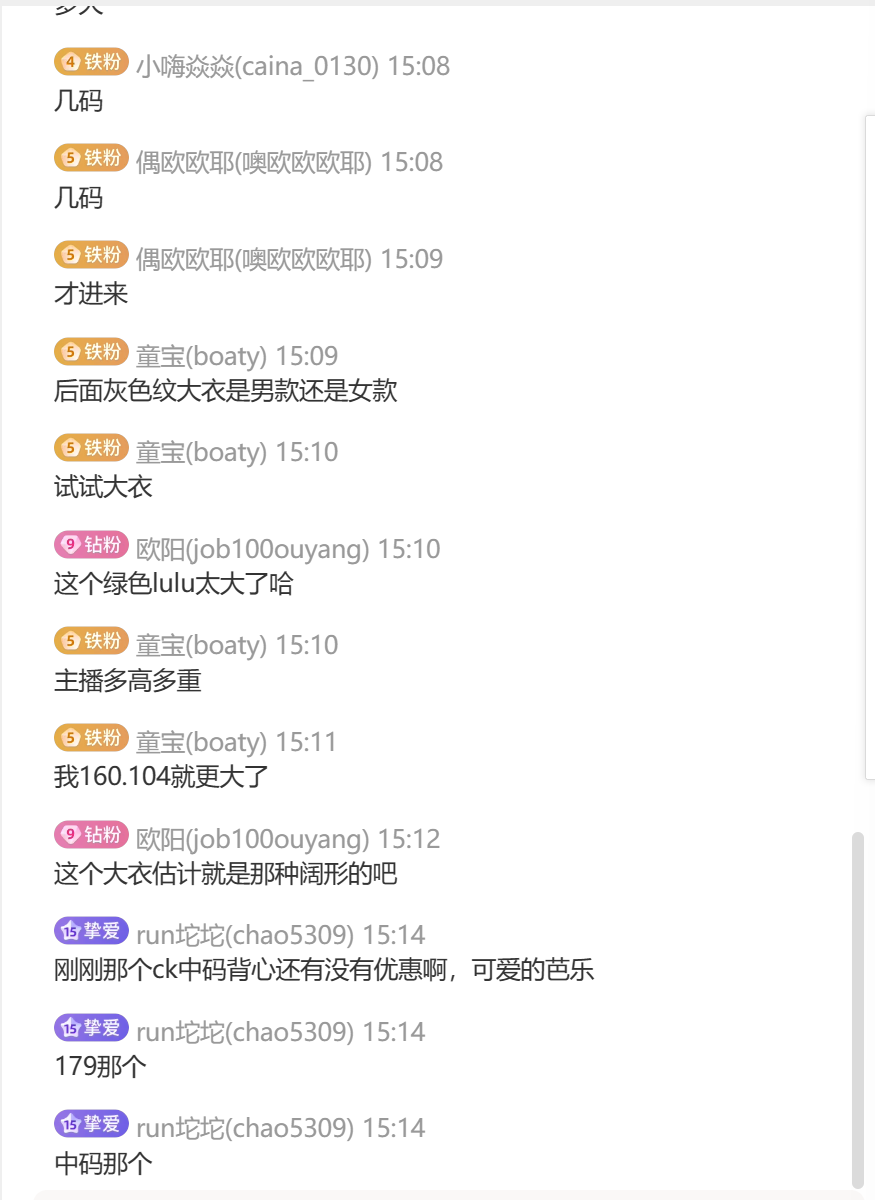 4 铁粉 小嗨焱焱(caina_0130) 15:08
几码
5 铁粉 偶欧欧耶(噢欧欧欧耶) 15:08
几码
5 铁粉 偶欧欧耶(噢欧欧欧耶) 15:09
才进来
5 铁粉 童宝(boaty) 15:09
后面灰色纹大衣是男款还是女款
5 铁粉 童宝(boaty) 15:10
试试大衣
9 钻粉 欧阳(job100ouyang) 15:10
这个绿色lulu太大了哈
5 铁粉 童宝(boaty) 15:10
主播多高多重
5 铁粉 童宝(boaty) 15:11
我160.104就更大了
9 钻粉 欧阳(job100ouyang) 15:12
这个大衣估计就是那种阔形的吧
15 挚爱 run坨坨(chao5309) 15:14
刚刚那个ck中码背心还有没有优惠啊，可爱的芭乐
15 挚爱 run坨坨(chao5309) 15:14
179那个
15 挚爱 run坨坨(chao5309) 15:14
中码那个